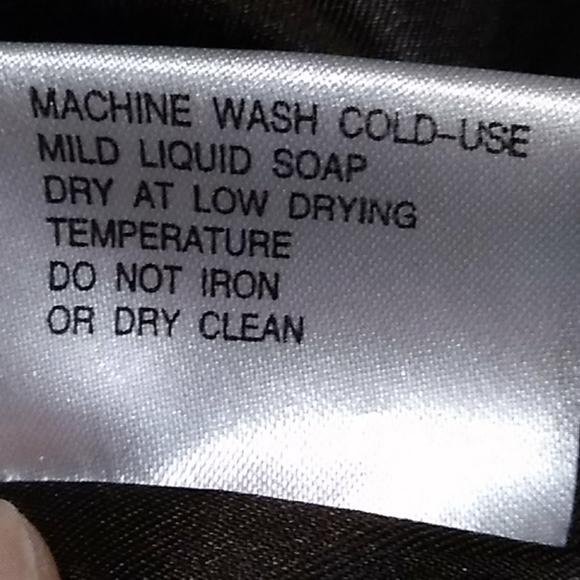 MACHINE WASH COLD-USE
MILD LIQUID SOAP
DRY AT LOW DRYING
TEMPERATURE
DO NOT IRON
OR DRY CLEAN